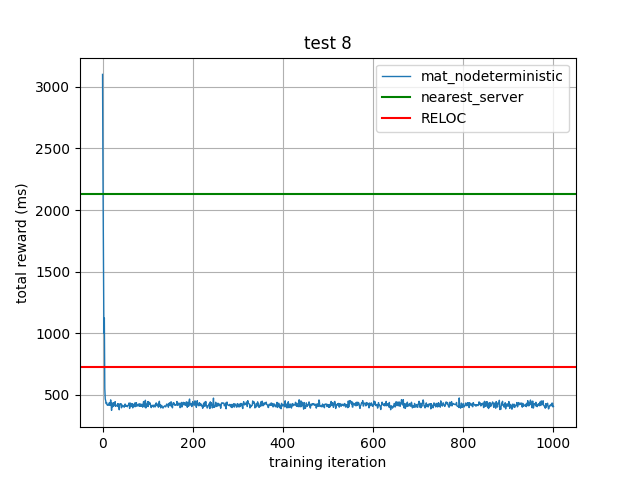 test 8
mat_nodeterministic
nearest_server
RELOC
total reward (ms)
3000
2500
2000
1500
1000
500
0
200
400
600
800
1000
training iteration